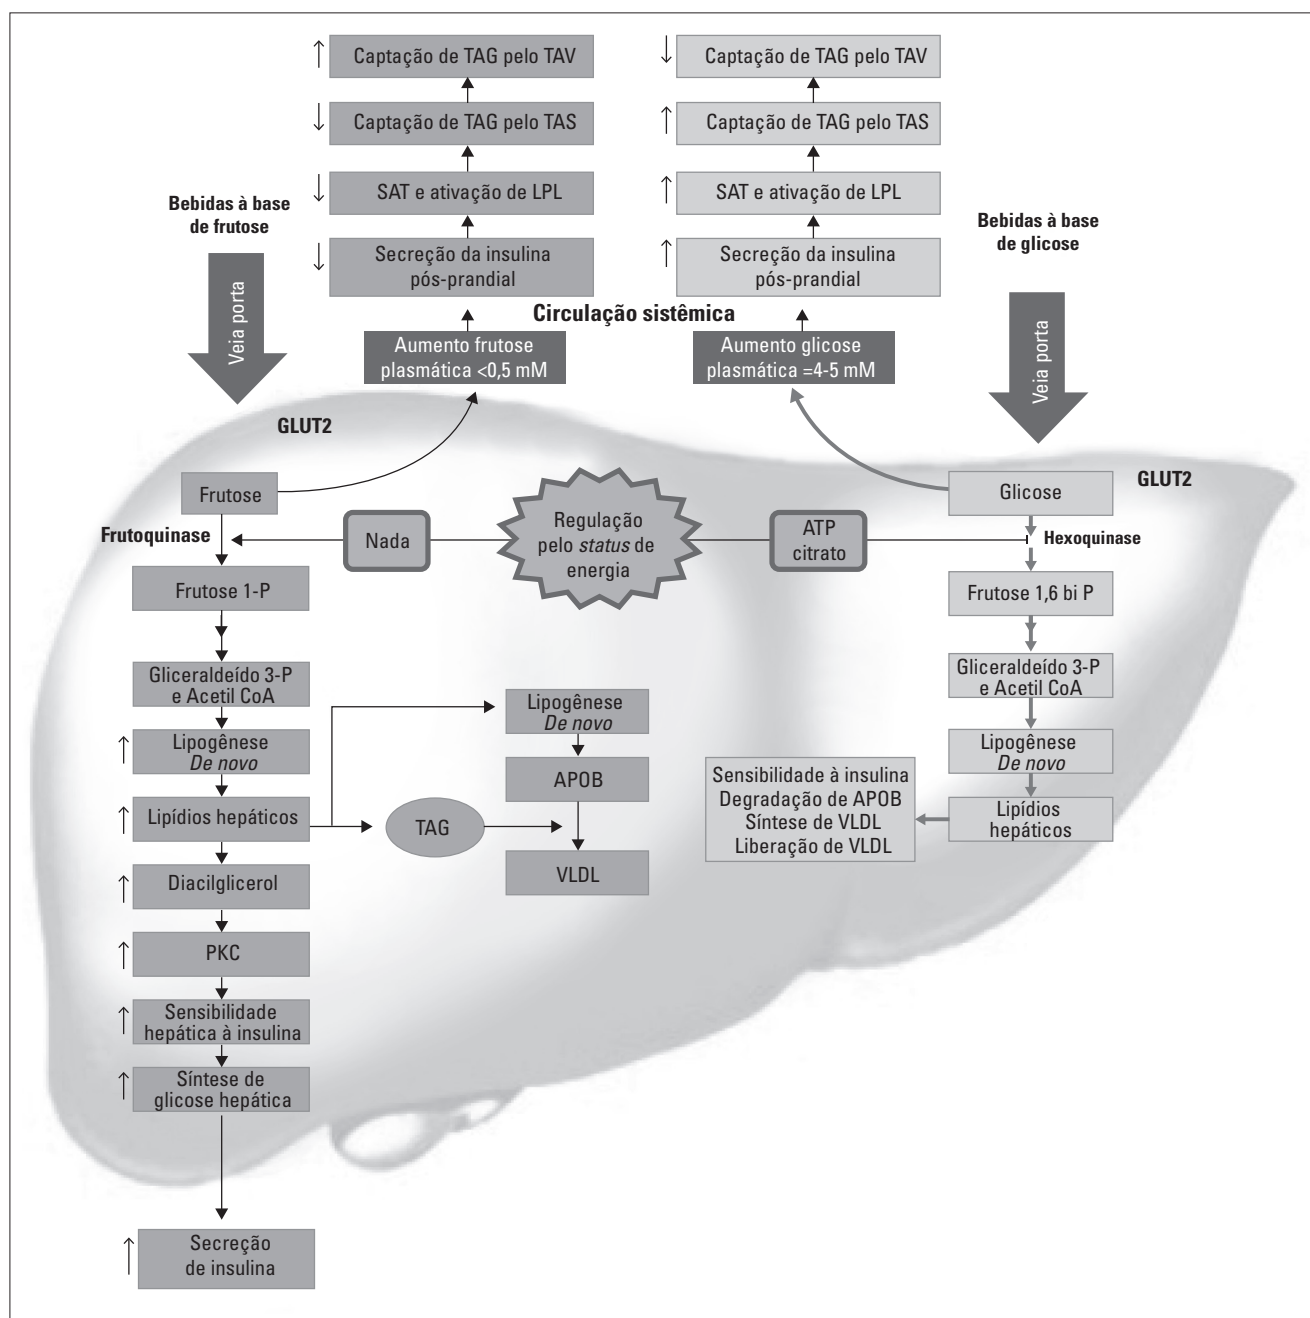 Captação de TAG pelo TAV
Captação de TAG pelo TAS
SAT e ativação de LPL
Secreção da insulina
pós-prandial
Aumento frutose
plasmática <0,5 mM
Captação de TAG pelo TAV
Captação de TAG pelo TAS
SAT e ativação de LPL
Secreção da insulina
pós-prandial
Aumento glicose
plasmática =4-5 mM
Circulação sistêmica
Bebidas à base
de frutose
Veia porta
Bebidas à base
de glicose
Veia porta
GLUT2
Frutose
Frutoquinase
Nada
Regulação
pelo status de
energia
ATP
citrato
Glicose
GLUT2
Hexoquinase
Frutose 1-P
Gliceraldeído 3-P
e Acetil CoA
Lipogênese
De novo
Lipídios hepáticos
Diacilglicerol
PKC
Sensibilidade
hepática à insulina
Síntese de
glicose hepática
Secreção
de insulina
TAG
Lipogênese
De novo
APOB
VLDL
Frutose 1,6 bi P
Gliceraldeído 3-P
e Acetil CoA
Lipogênese
De novo
Lipídios
hepáticos
Sensibilidade à insulina
Degradação de APOB
Síntese de VLDL
Liberação de VLDL